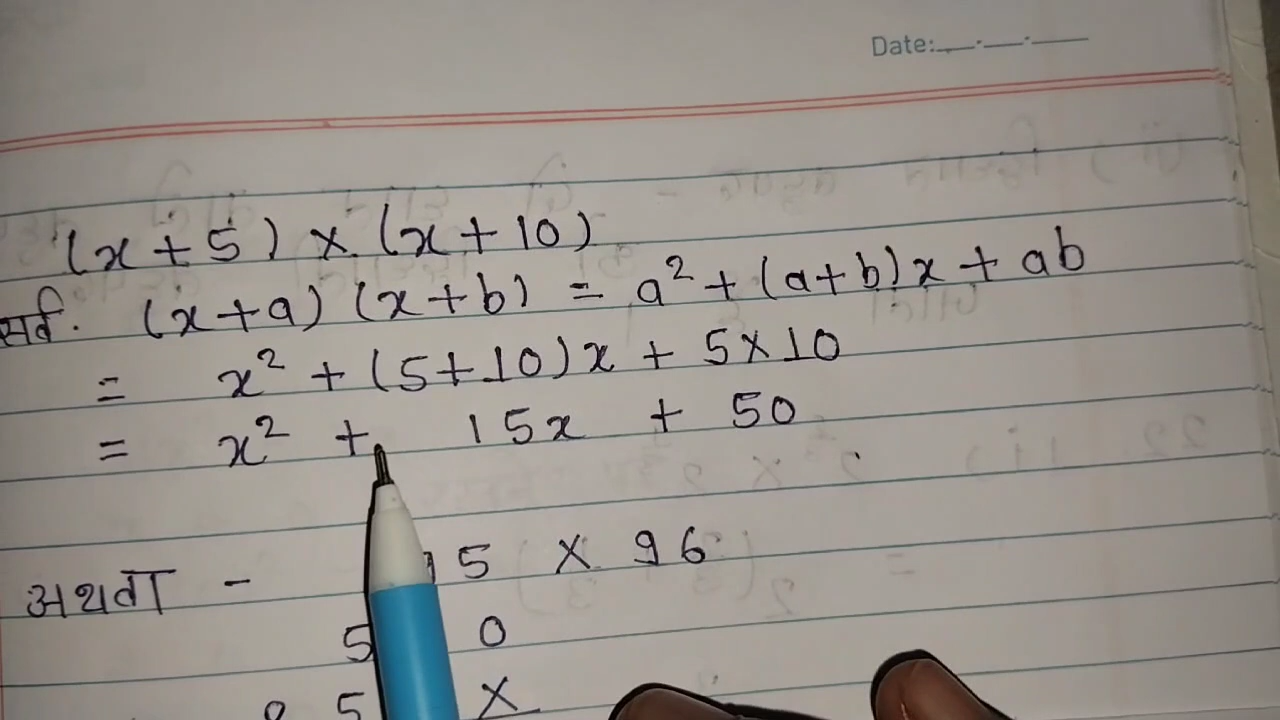 Date:
(x + 5) × (x + 10)
सर्व. (x + a) (x + b) = a² + (a + b)x + ab
= x² + (5 + 10)x + 5 × 10
= x² + 15x + 50
अथवा - 5 × 96
5 0
5 ×